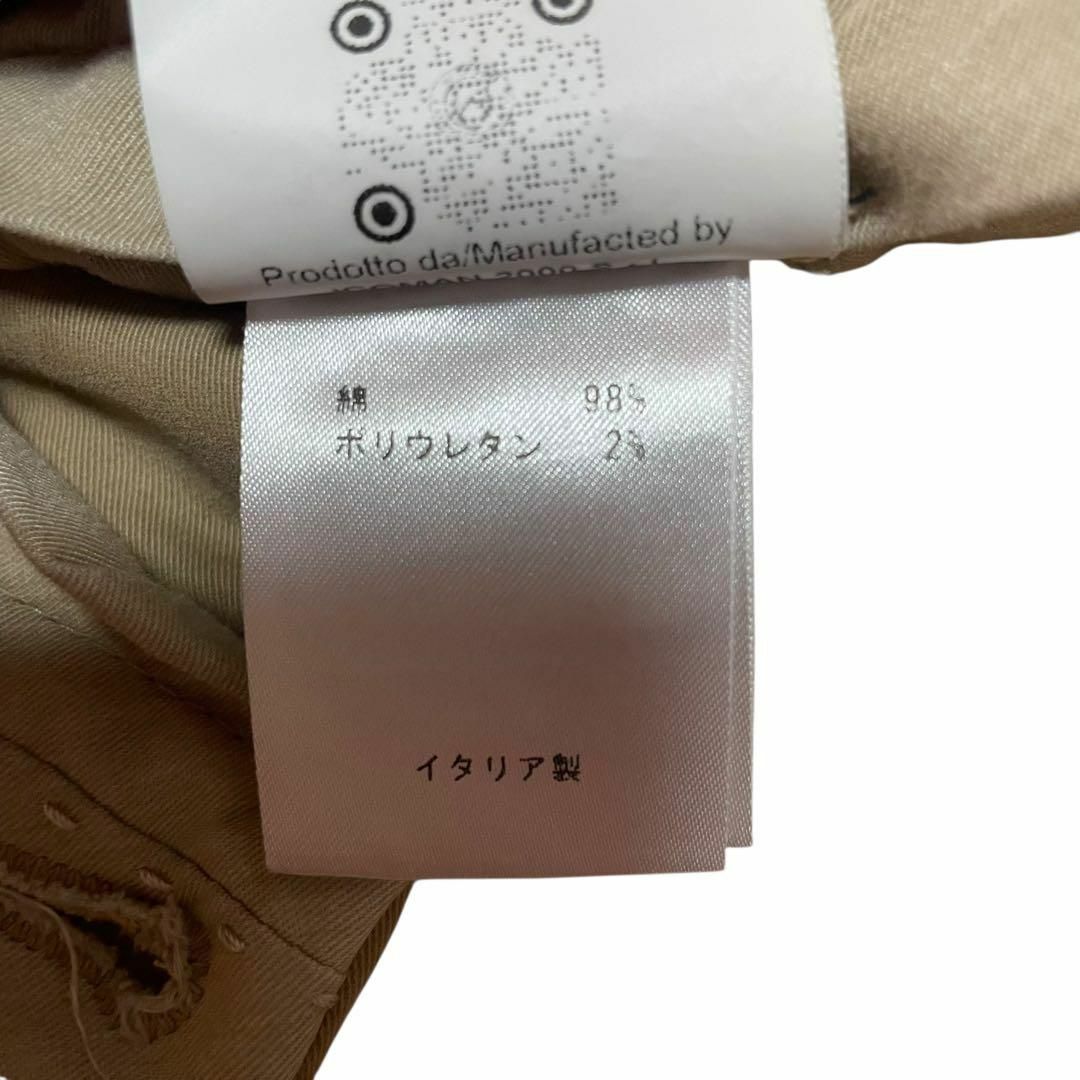 Prodotto da/Manufacted by
綿 98%
ポリウレタン 2%
イタリア製